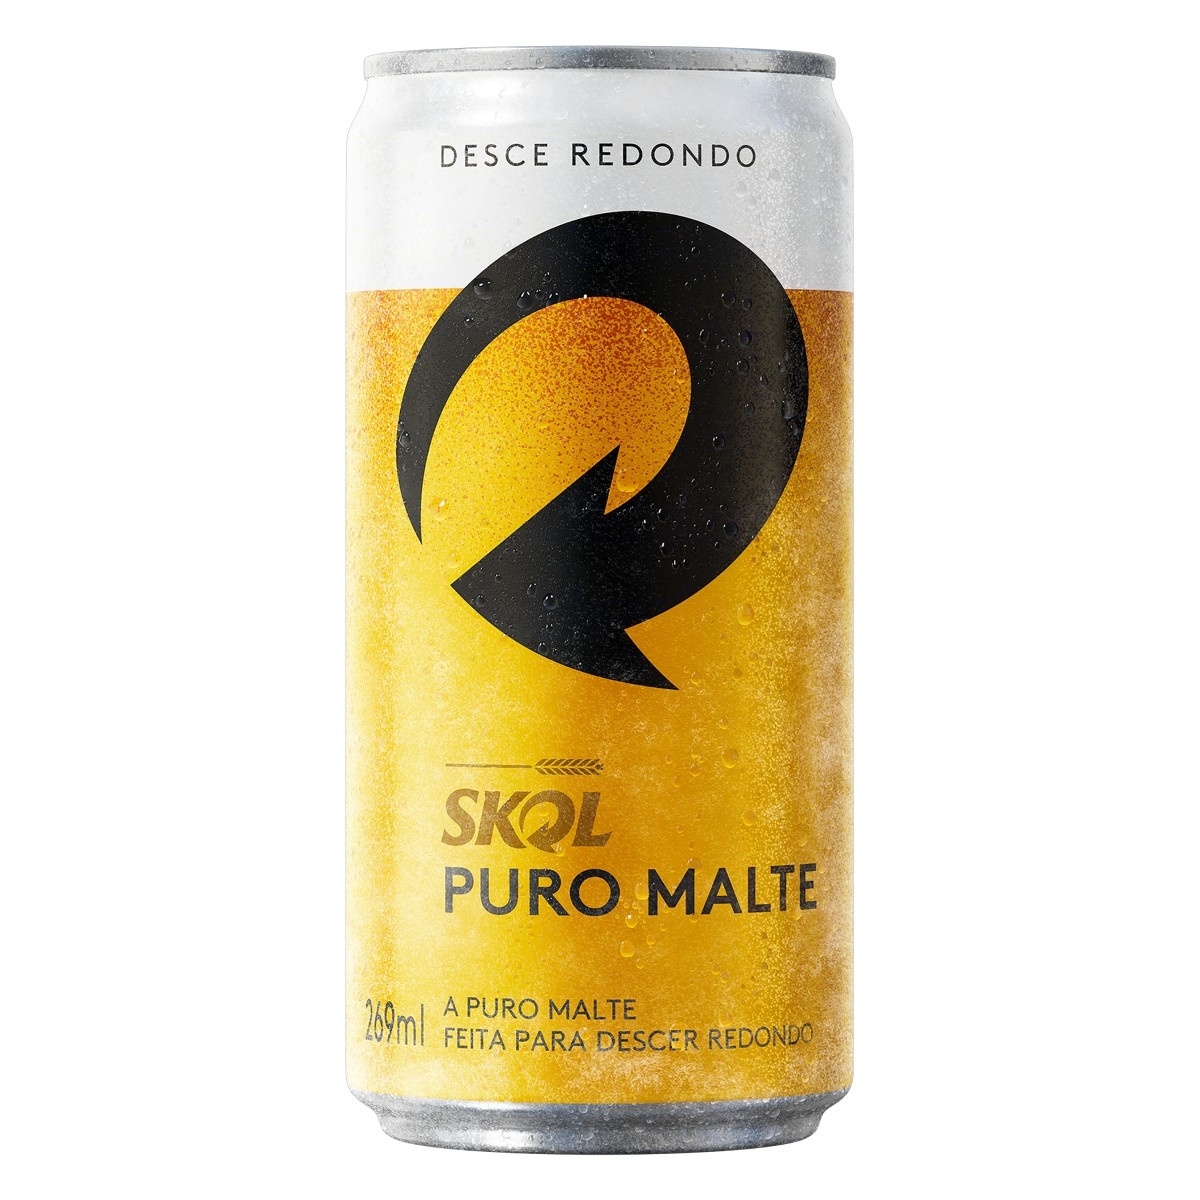 DESCE REDONDO
SKOL
PURO MALTE
269ml
A PURO MALTE
FEITA PARA DESCER REDONDO